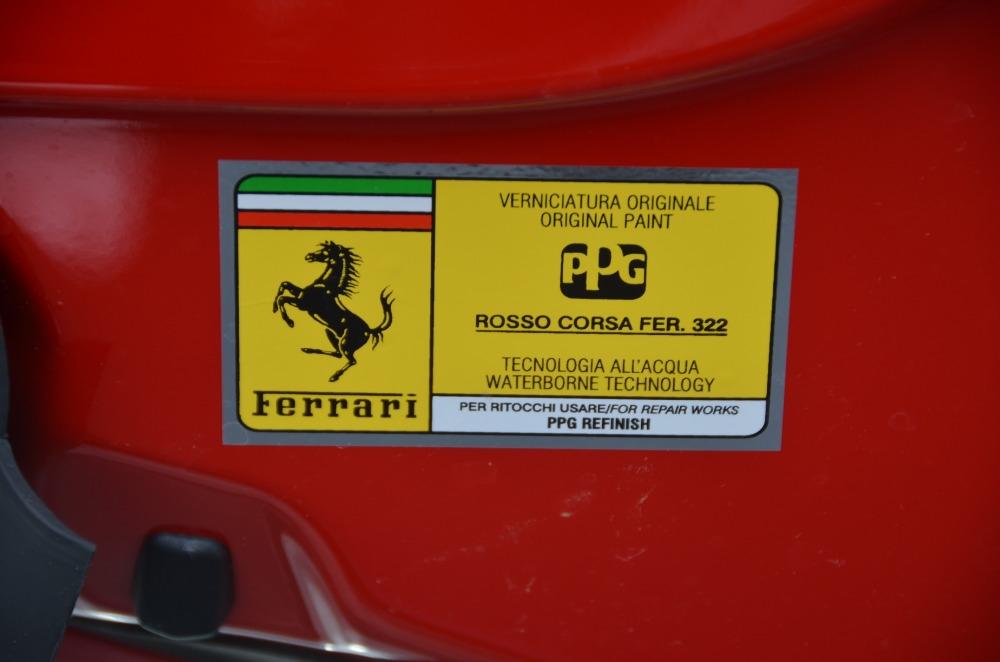 VERNICIATURA ORIGINALE
ORIGINAL PAINT
PPG
ROSSO CORSA FER. 322
TECNOLOGIA ALL'ACQUA
WATERBORNE TECHNOLOGY
PER RITOCCHI USARE/FOR REPAIR WORKS
PPG REFINISH
Ferrari